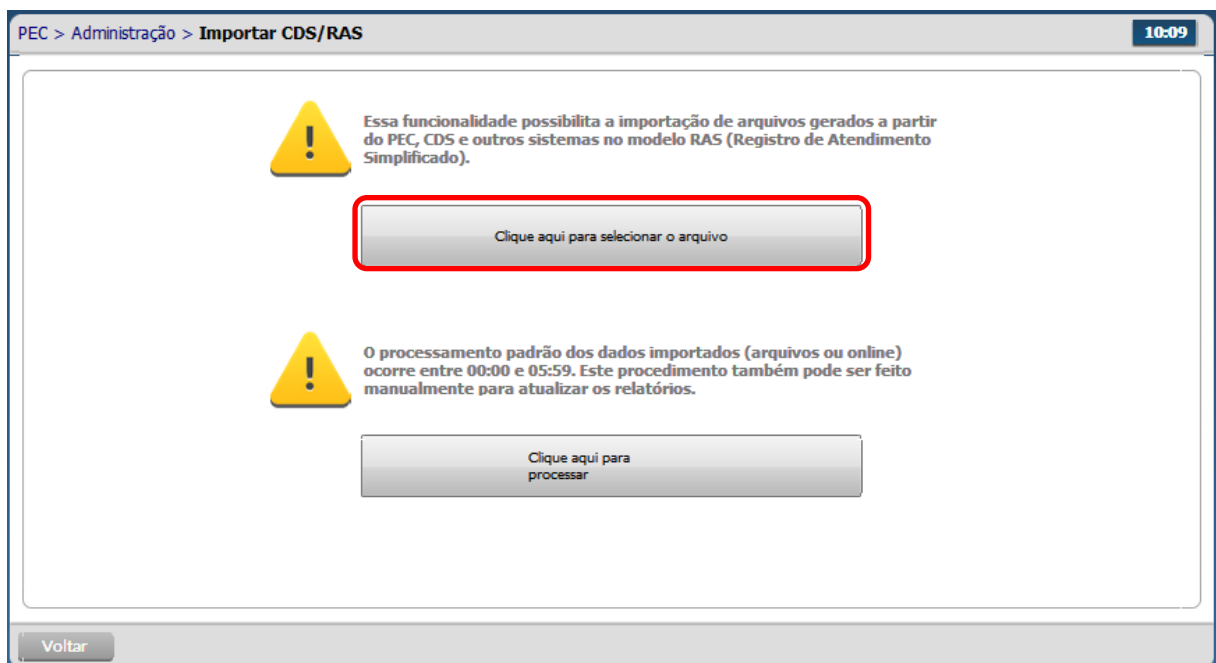 PEC > Administração > Importar CDS/RAS
10:09
Essa funcionalidade possibilita a importação de arquivos gerados a partir
do PEC, CDS e outros sistemas no modelo RAS (Registro de Atendimento
Simplificado).
Clique aqui para selecionar o arquivo
O processamento padrão dos dados importados (arquivos ou online)
ocorre entre 00:00 e 05:59. Este procedimento também pode ser feito
manualmente para atualizar os relatórios.
Clique aqui para
processar
Voltar